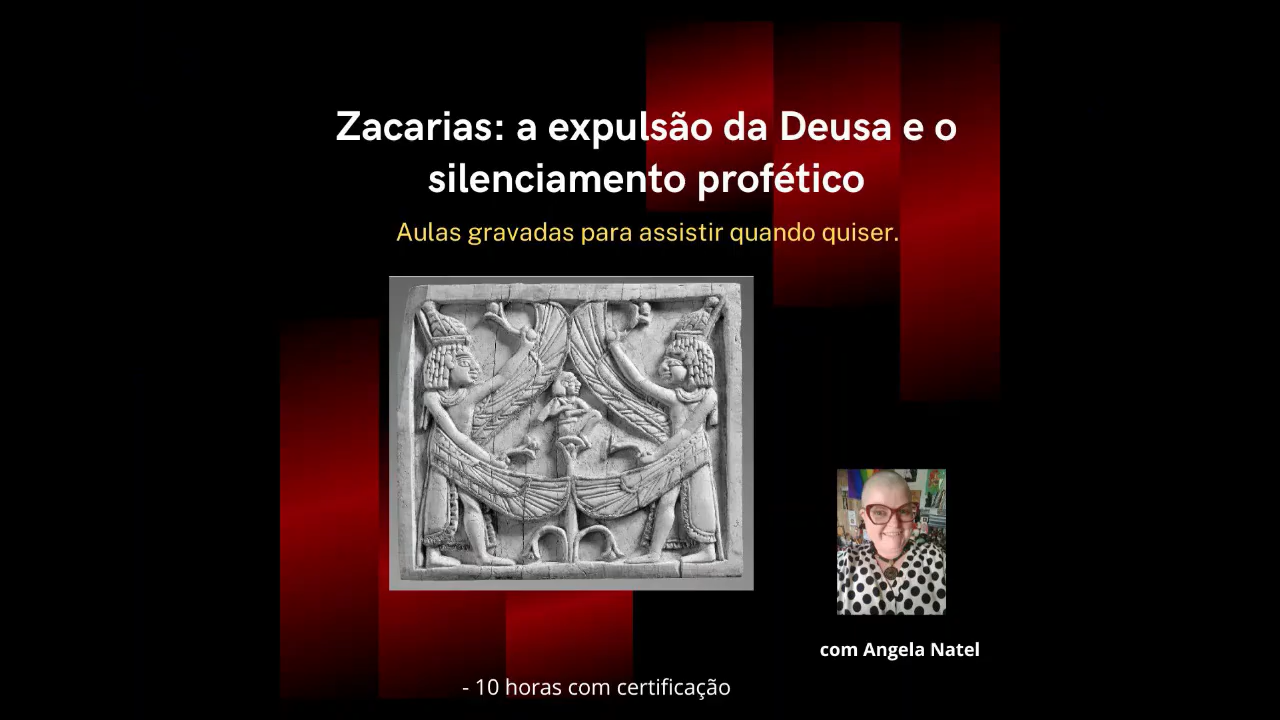 Zacarias: a expulsão da Deusa e o
silenciamento profético
Aulas gravadas para assistir quando quiser.
com Angela Natel
- 10 horas com certificação